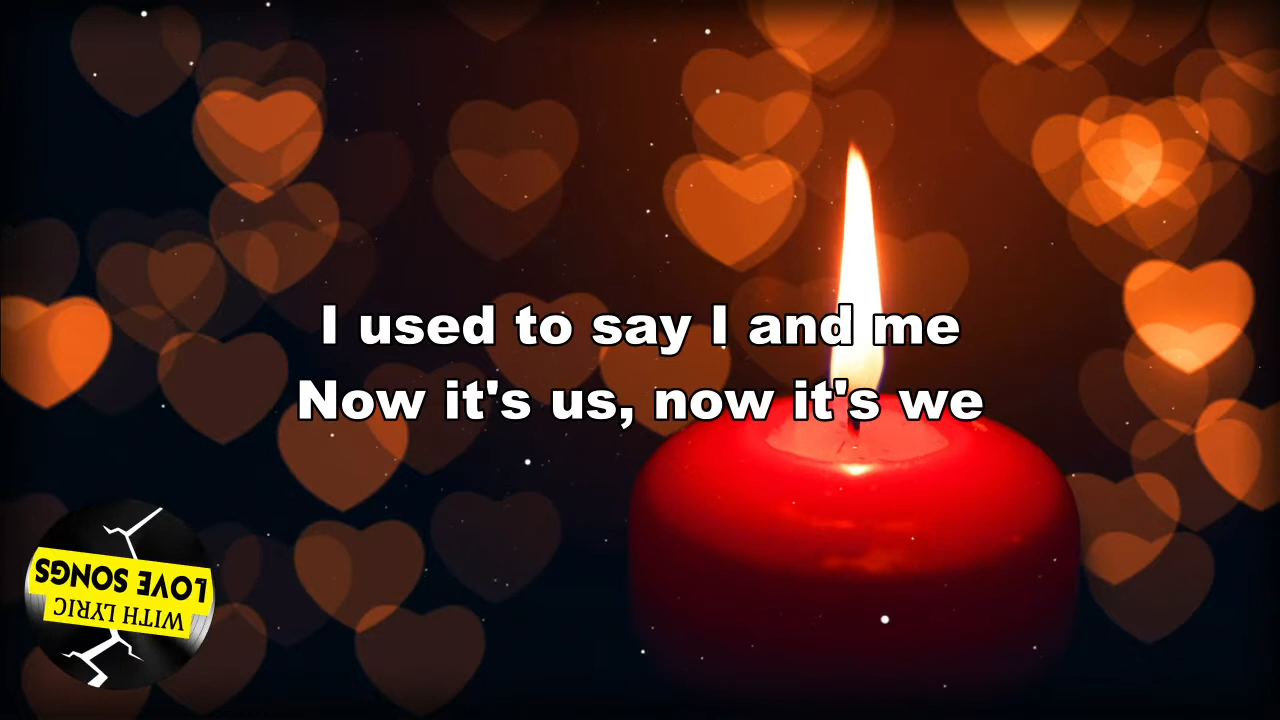 I used to say I and me
Now it's us, now it's we
LOVE SONGS
WITH LYRIC